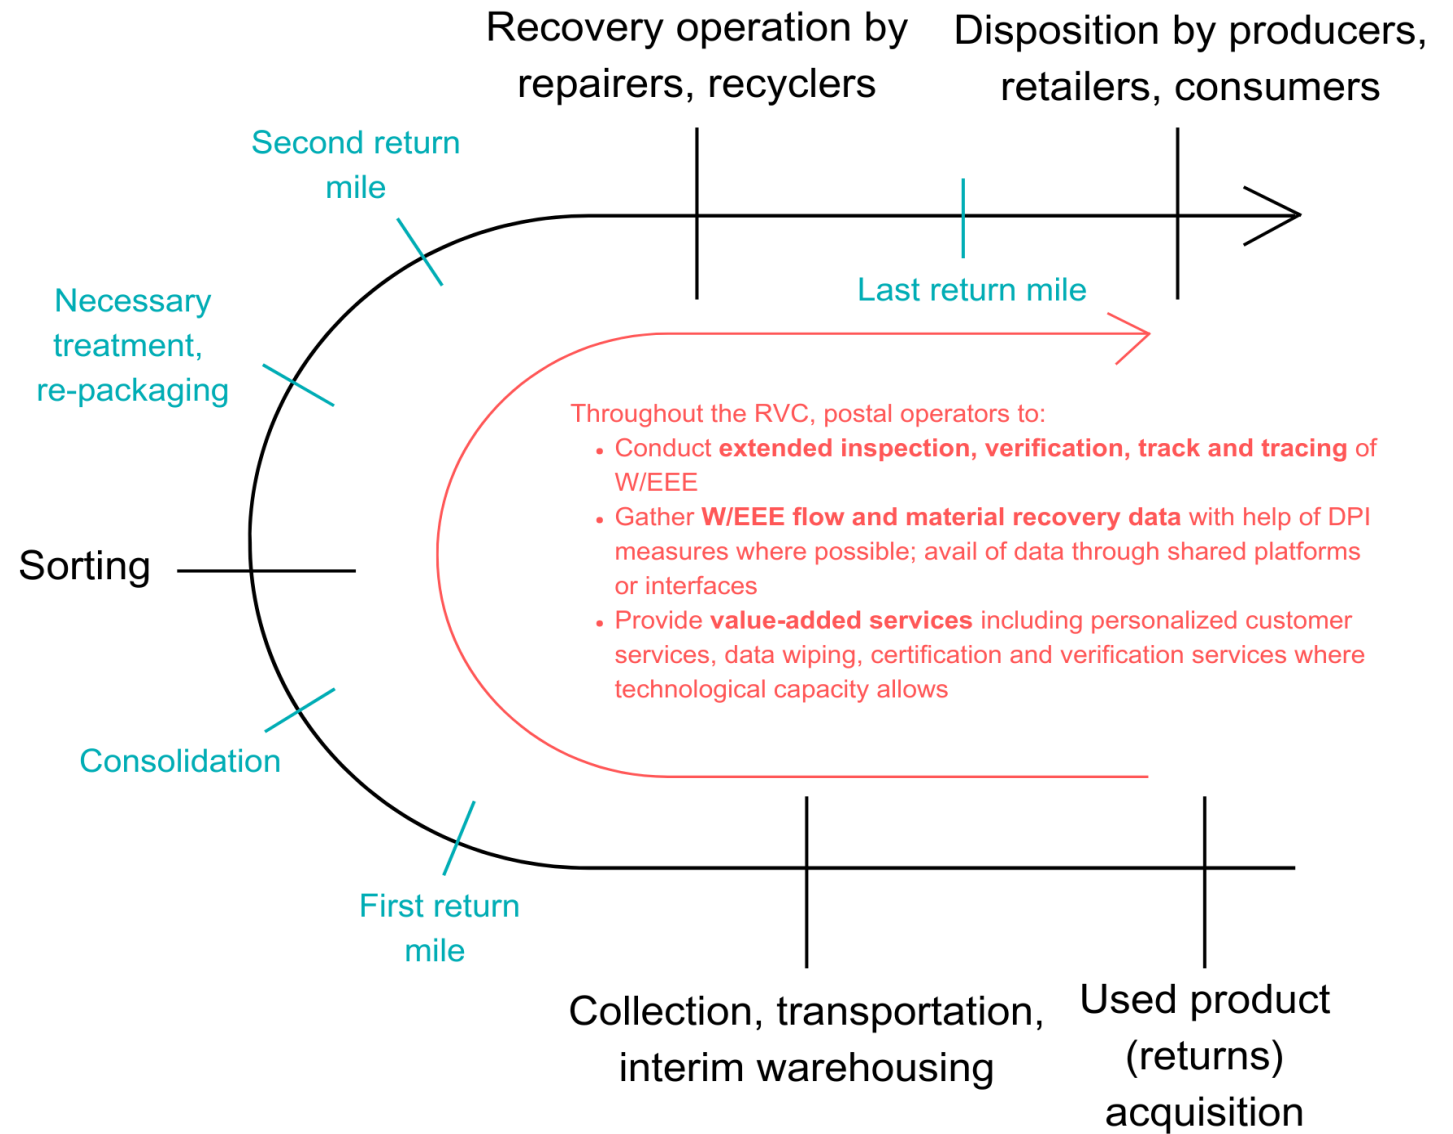 Recovery operation by
repairers, recyclers
Disposition by producers,
retailers, consumers
Second return
mile
Last return mile
Necessary
treatment,
re-packaging
Throughout the RVC, postal operators to:
• Conduct extended inspection, verification, track and tracing of
W/EEE
• Gather W/EEE flow and material recovery data with help of DPI
measures where possible; avail of data through shared platforms
or interfaces
• Provide value-added services including personalized customer
services, data wiping, certification and verification services where
technological capacity allows
Sorting
Consolidation
First return
mile
Collection, transportation,
interim warehousing
Used product
(returns)
acquisition